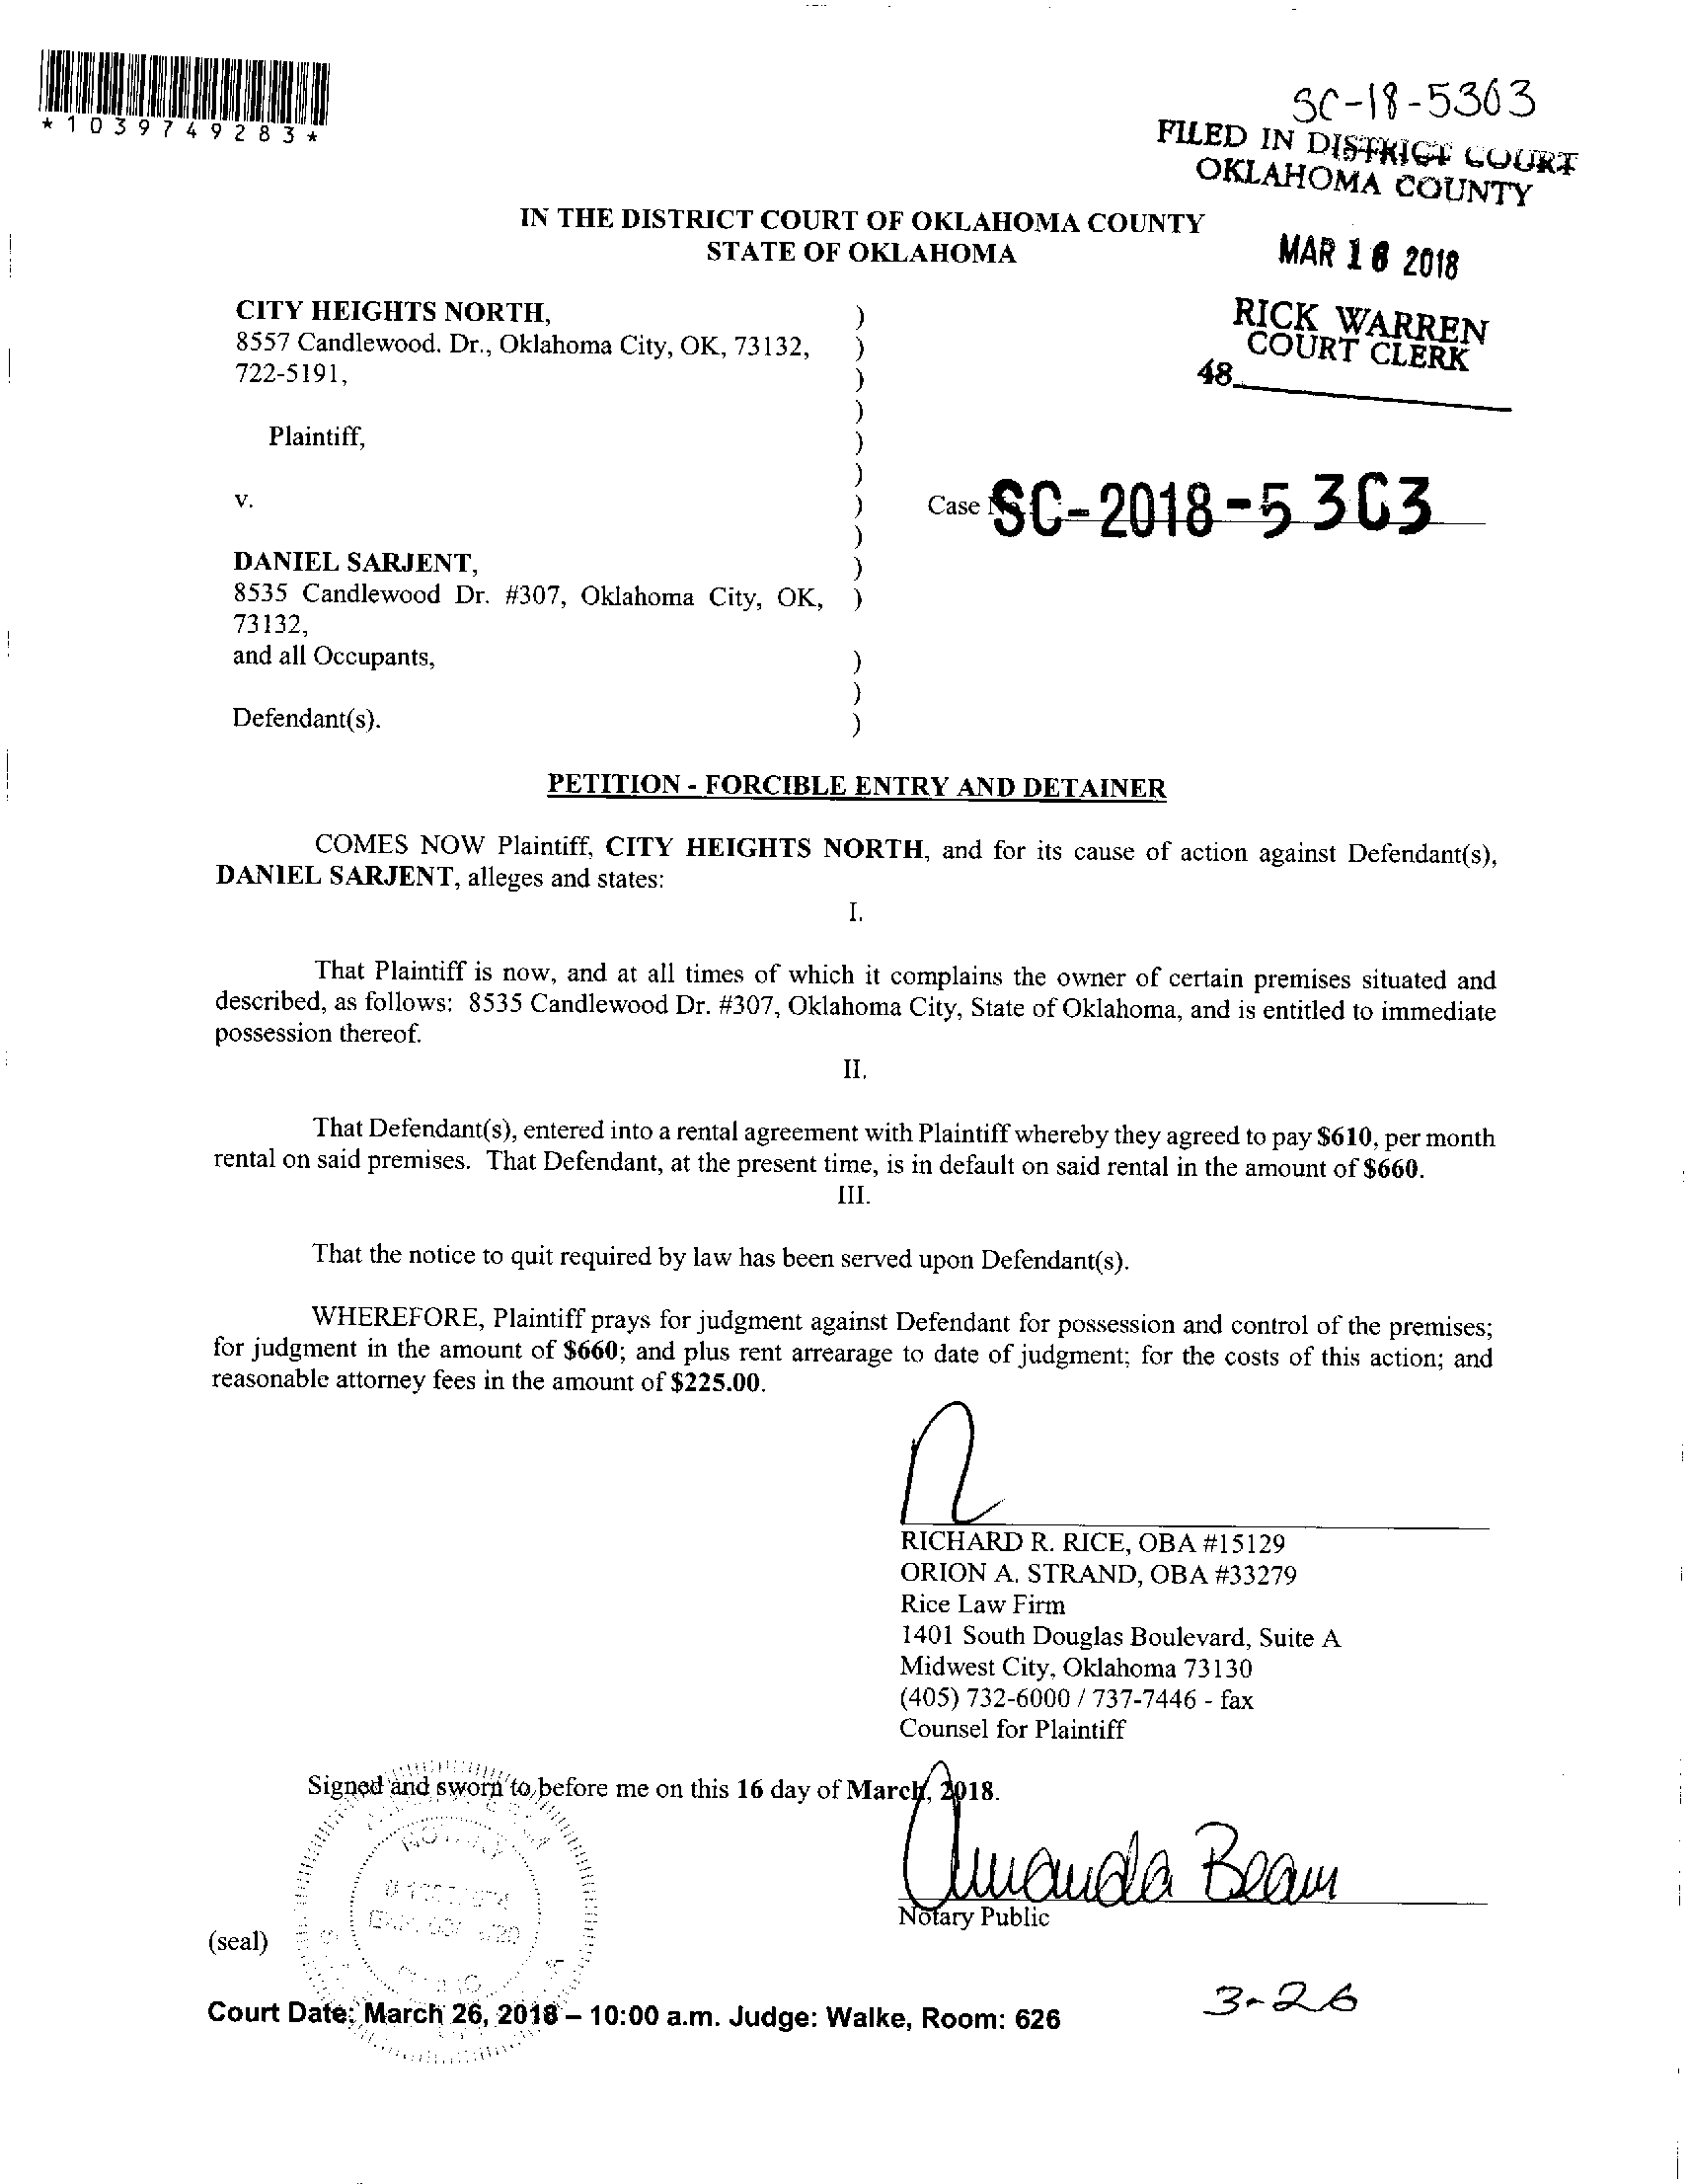 *1039749283*
SC-18-5363
FILED IN DISTRICT COURT
OKLAHOMA COUNTY
IN THE DISTRICT COURT OF OKLAHOMA COUNTY
STATE OF OKLAHOMA
MAR 16 2018
RICK WARREN
COURT CLERK
48
CITY HEIGHTS NORTH,
8557 Candlewood. Dr., Oklahoma City, OK, 73132,
722-5191,
Plaintiff,
v.
Case No. SC-2018-5363
DANIEL SARJENT,
8535 Candlewood Dr. #307, Oklahoma City, OK,
73132,
and all Occupants,
Defendant(s).
PETITION - FORCIBLE ENTRY AND DETAINER
COMES NOW Plaintiff, CITY HEIGHTS NORTH, and for its cause of action against Defendant(s),
DANIEL SARJENT, alleges and states:
I.
That Plaintiff is now, and at all times of which it complains the owner of certain premises situated and
described, as follows: 8535 Candlewood Dr. #307, Oklahoma City, State of Oklahoma, and is entitled to immediate
possession thereof.
II.
That Defendant(s), entered into a rental agreement with Plaintiff whereby they agreed to pay $610, per month
rental on said premises. That Defendant, at the present time, is in default on said rental in the amount of $660.
III.
That the notice to quit required by law has been served upon Defendant(s).
WHEREFORE, Plaintiff prays for judgment against Defendant for possession and control of the premises;
for judgment in the amount of $660; and plus rent arrearage to date of judgment; for the costs of this action; and
reasonable attorney fees in the amount of $225.00.
RICHARD R. RICE, OBA #15129
ORION A. STRAND, OBA #33279
Rice Law Firm
1401 South Douglas Boulevard, Suite A
Midwest City, Oklahoma 73130
(405) 732-6000 / 737-7446 - fax
Counsel for Plaintiff
Signed and sworn to before me on this 16 day of March, 2018.
NOTARY
Amanda Beam
Notary Public
(seal)
3-26
Court Date: March 26, 2018 – 10:00 a.m. Judge: Walke, Room: 626